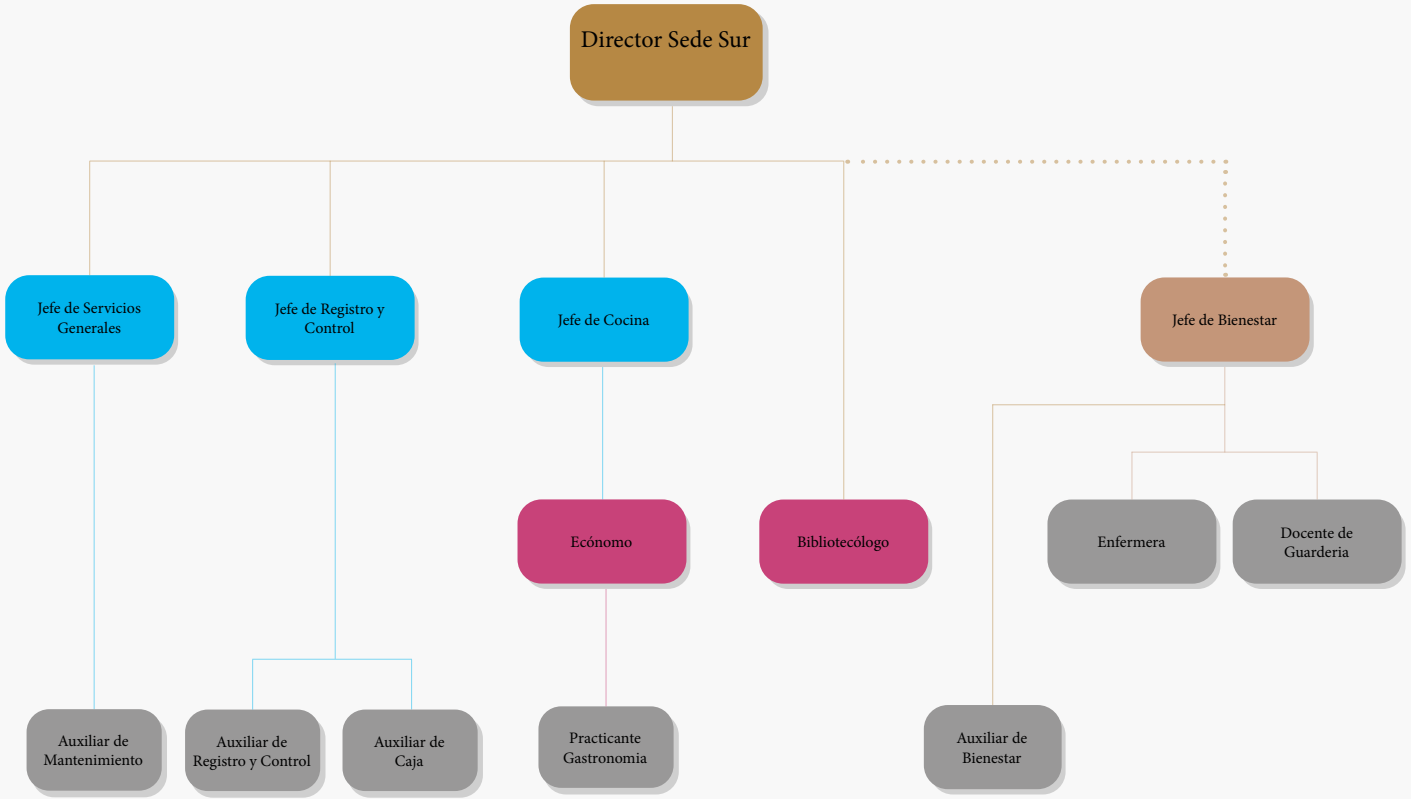 Director Sede Sur
Jefe de Servicios
Generales
Jefe de Registro y
Control
Jefe de Cocina
Jefe de Bienestar
Ecónomo
Bibliotecólogo
Enfermera
Docente de
Guarderia
Auxiliar de
Mantenimiento
Auxiliar de
Registro y Control
Auxiliar de
Caja
Practicante
Gastronomia
Auxiliar de
Bienestar